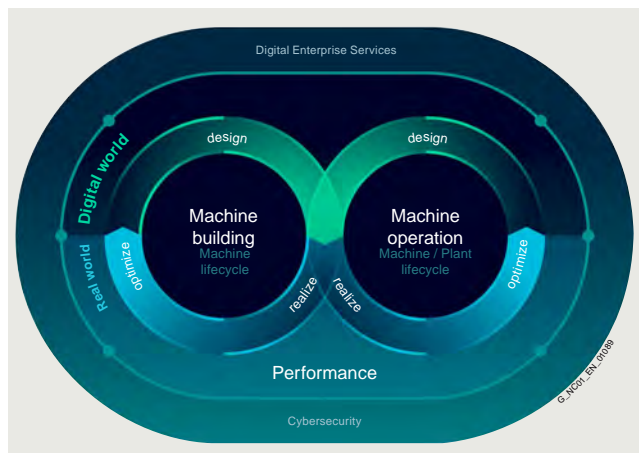 Digital Enterprise Services
Digital world
design
design
Machine
building
Machine
lifecycle
Machine
operation
Machine / Plant
lifecycle
Real world
optimize
realize
realize
optimize
Performance
Cybersecurity
G_NC01_EN_01089